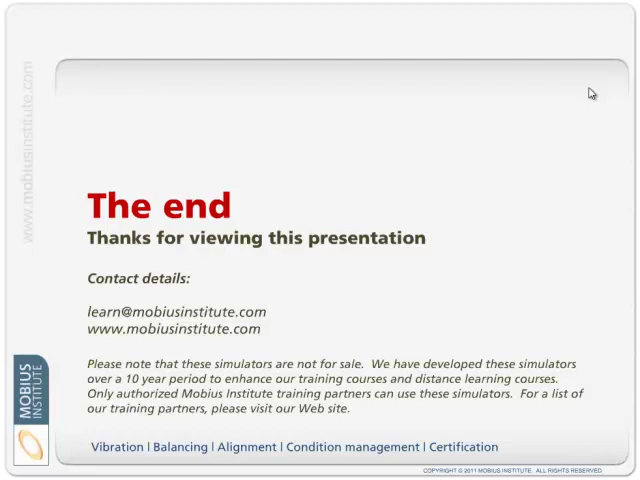 www.mobiusinstitute.com
The end
Thanks for viewing this presentation
Contact details:
learn@mobiusinstitute.com
www.mobiusinstitute.com
Please note that these simulators are not for sale.  We have developed these simulators
over a 10 year period to enhance our training courses and distance learning courses.
Only authorized Mobius Institute training partners can use these simulators.  For a list of
our training partners, please visit our Web site.
MOBIUS
INSTITUTE
Vibration | Balancing | Alignment | Condition management | Certification
COPYRIGHT © 2011 MOBIUS INSTITUTE.  ALL RIGHTS RESERVED.